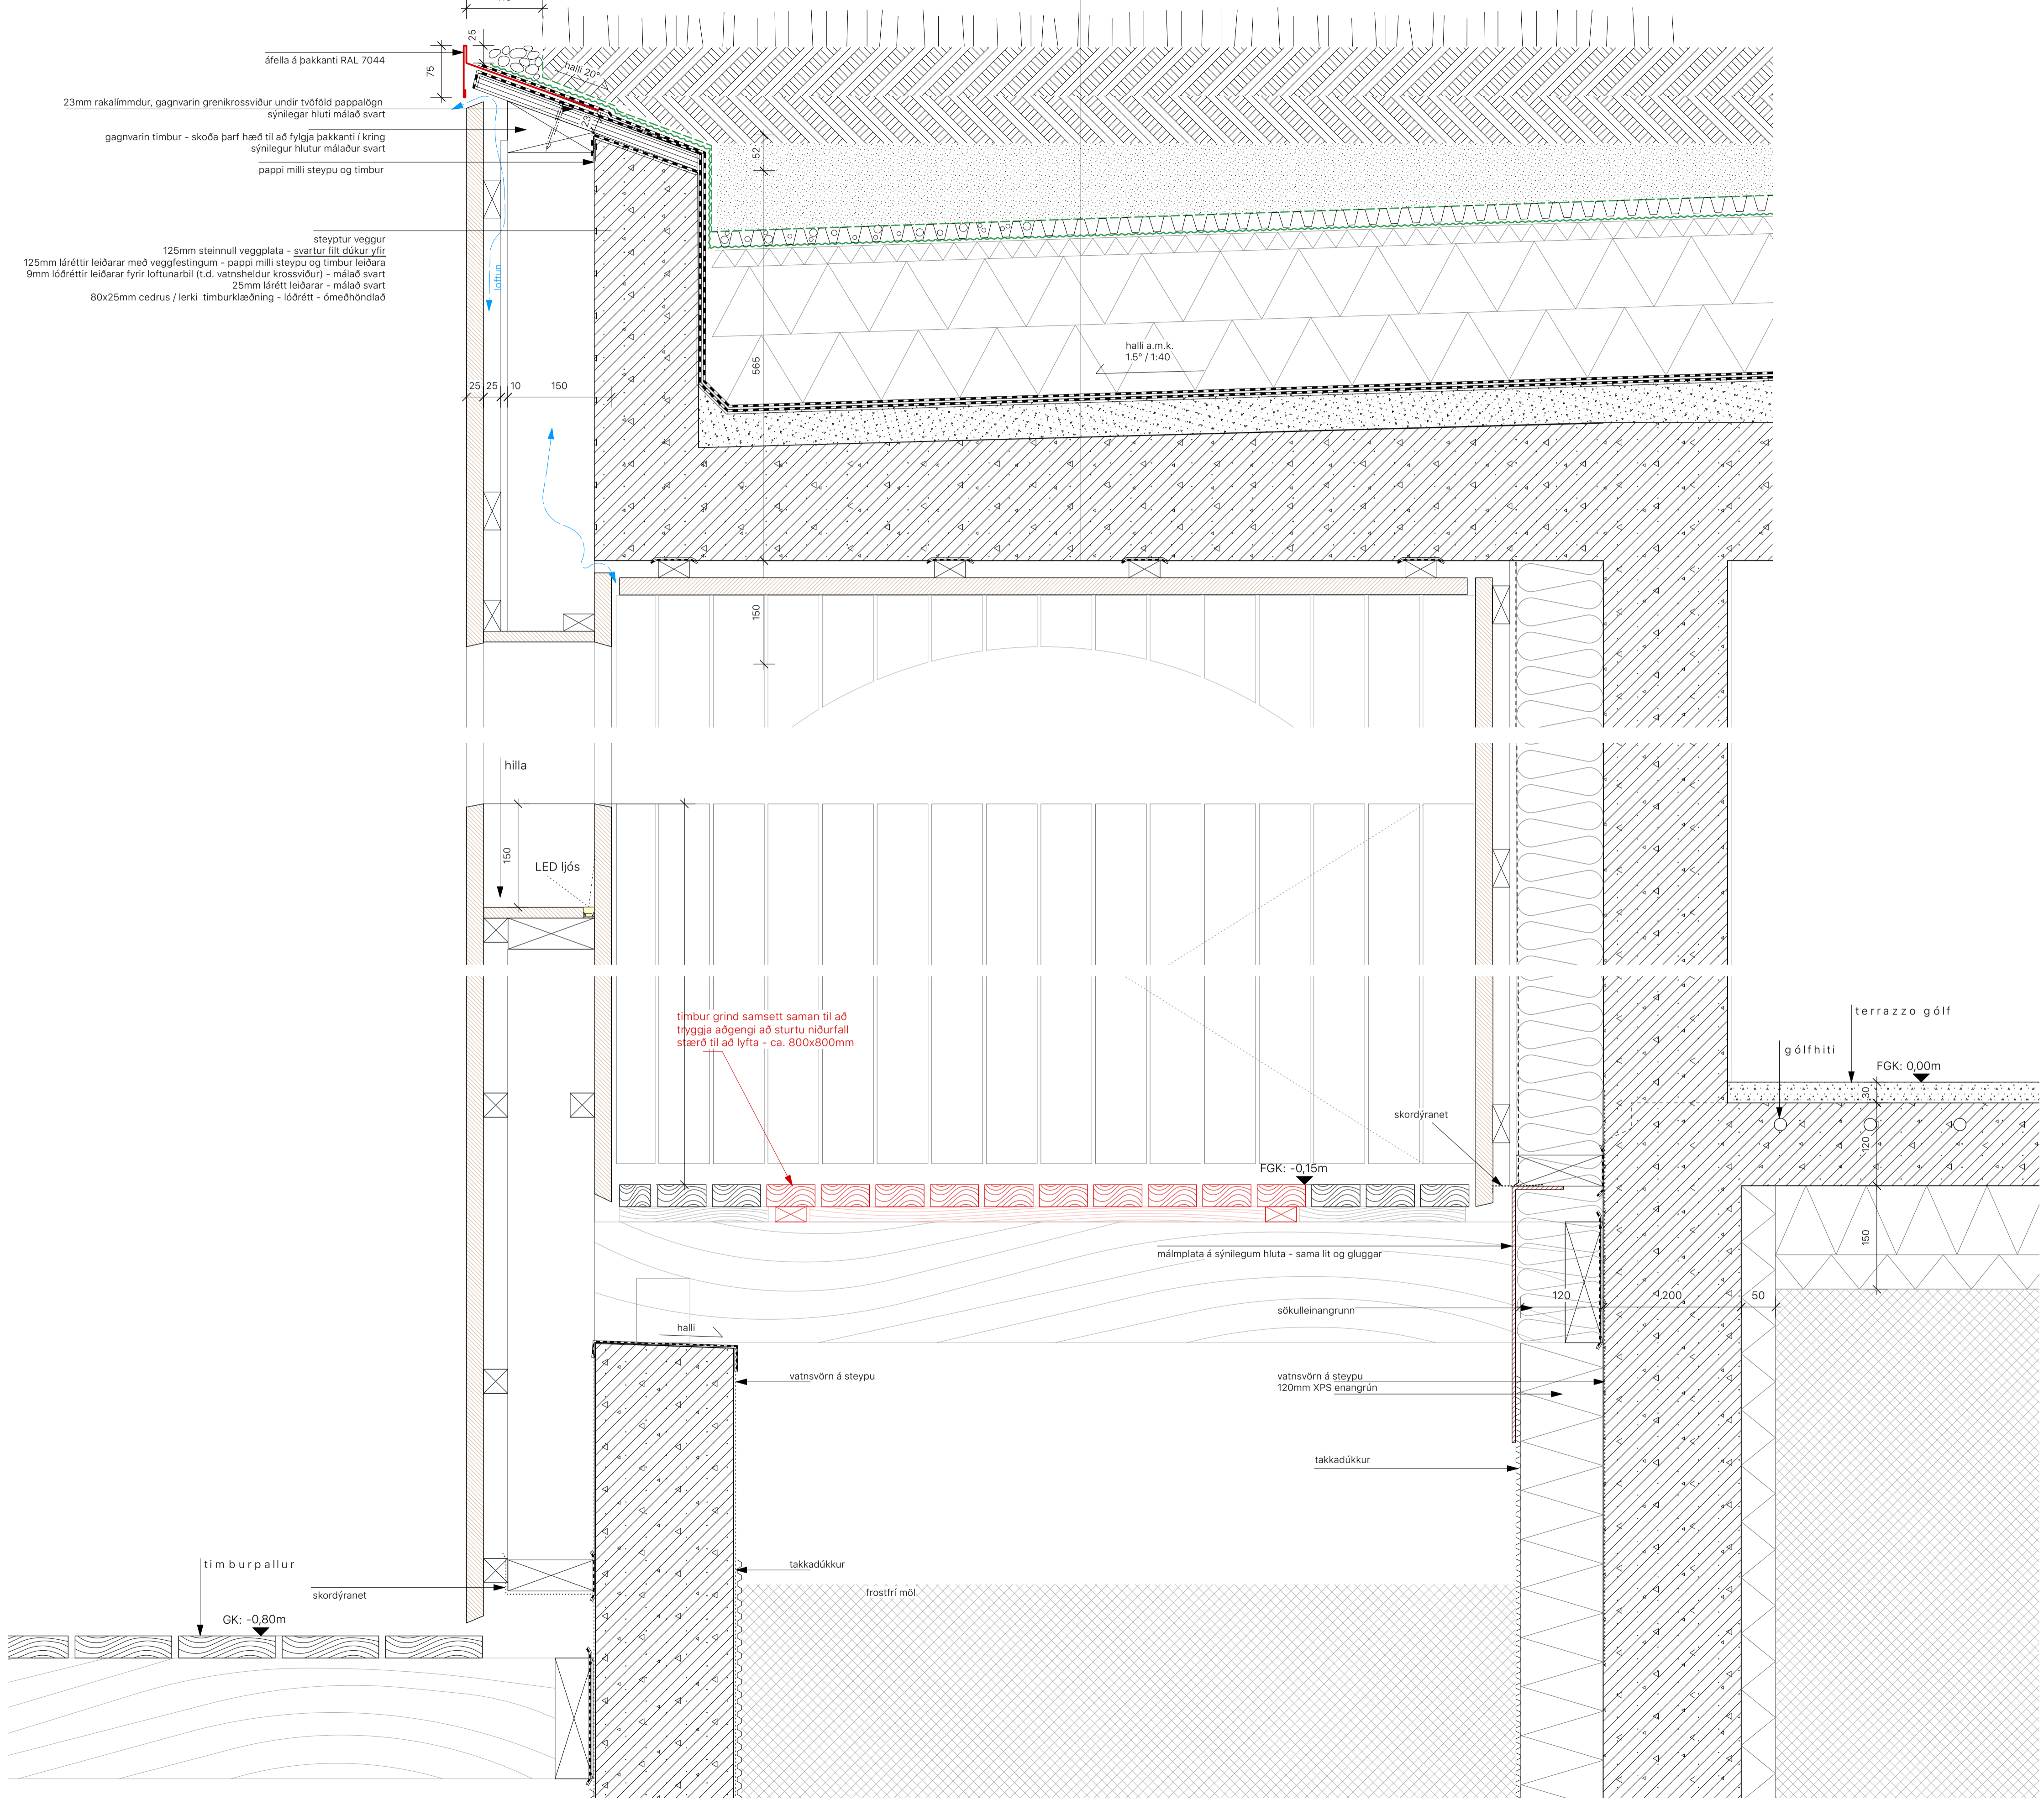 25
75
áfella á þakkanti RAL 7044
halli 20°
23mm rakalímmdur, gagnvarin grenikrossviður undir tvöföld pappalögn
sýnilegar hluti málað svart
23
gagnvarin timbur - skoða þarf hæð til að fylgja þakkanti í kring
sýnilegur hlutur málaður svart
pappi milli steypu og timbur
52
steyptur veggur
125mm steinnull veggplata - svartur filt dúkur yfir
125mm láréttir leiðarar með veggfestingum - pappi milli steypu og timbur leiðara
9mm lóðréttir leiðarar fyrir loftunarbil (t.d. vatnsheldur krossviður) - málað svart
25mm lárétt leiðarar - málað svart
80x25mm cedrus / lerki timburklæðning - lóðrétt - ómeðhöndlað
loftun
565
halli a.m.k.
1.5° / 1:40
25 25 10 150
150
hilla
150
LED ljós
timbur grind samsett saman til að
tryggja aðgengi að sturtu niðurfall
stærð til að lyfta - ca. 800x800mm
terrazzo gólf
gólfhiti
FGK: 0,00m
30
120
skordýranet
FGK: -0,15m
150
málmplata á sýnilegum hluta - sama lit og gluggar
120 200 50
sökulleinangrunn
halli
vatnsvörn á steypu
vatnsvörn á steypu
120mm XPS enangrún
takkadúkkur
takkadúkkur
frostfrí möl
timburpallur
skordýranet
GK: -0,80m